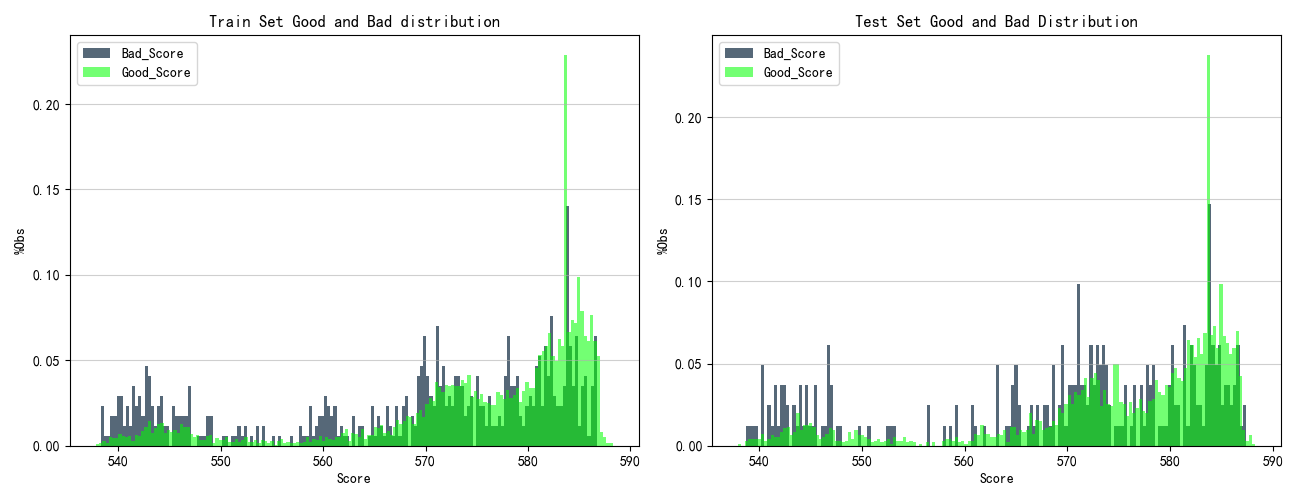 Train Set Good and Bad distribution
Bad_Score
Good_Score
%Obs
0.20
0.15
0.10
0.05
0.00
540 550 560 570 580 590
Score
Test Set Good and Bad Distribution
Bad_Score
Good_Score
%Obs
0.20
0.15
0.10
0.05
0.00
540 550 560 570 580 590
Score